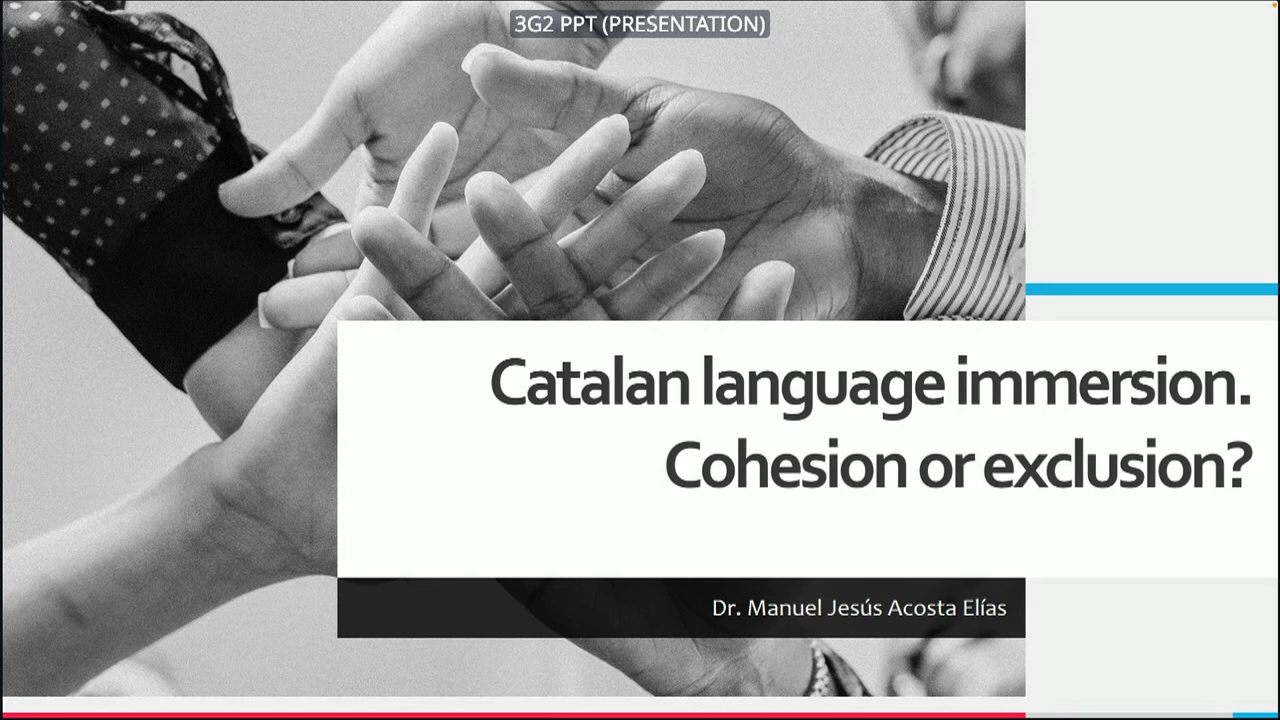 3G2 PPT (PRESENTATION)
Catalan language immersion.
Cohesion or exclusion?
Dr. Manuel Jesús Acosta Elías